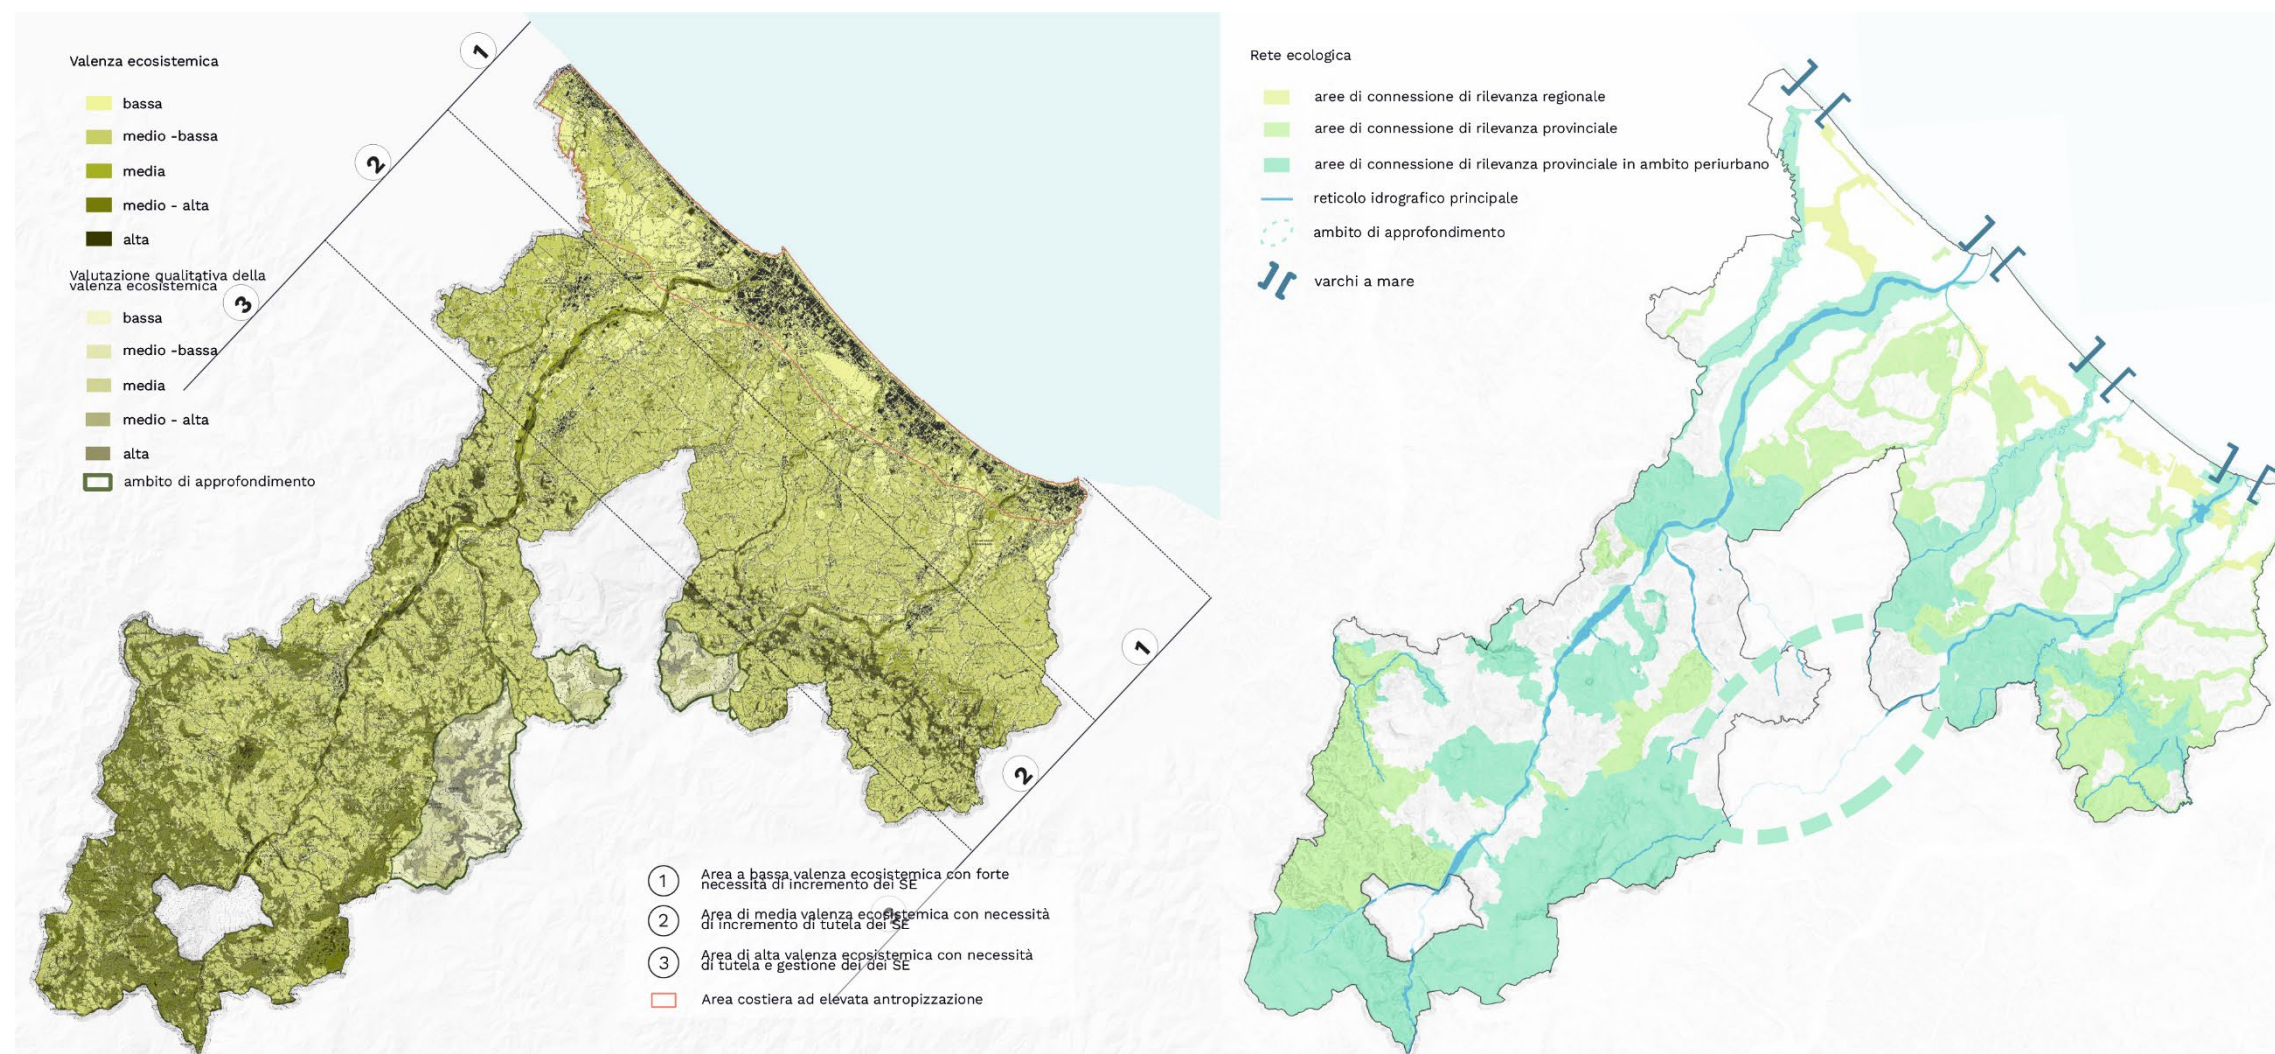 Valenza ecosistemica
bassa
medio -bassa
media
medio - alta
alta
Valutazione qualitativa della
valenza ecosistemica
bassa
medio -bassa
media
medio - alta
alta
ambito di approfondimento
1
2
3
1
2
3
1
Area a bassa valenza ecosistemica con forte
necessità di incremento dei SE
2
Area di media valenza ecosistemica con necessità
di incremento di tutela dei SE
3
Area di alta valenza ecosistemica con necessità
di tutela e gestione dei dei SE
Area costiera ad elevata antropizzazione
Rete ecologica
aree di connessione di rilevanza regionale
aree di connessione di rilevanza provinciale
aree di connessione di rilevanza provinciale in ambito periurbano
reticolo idrografico principale
ambito di approfondimento
varchi a mare